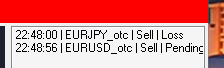 22:48:00 | EURJPY_otc | Sell | Loss
22:48:56 | EURUSD_otc | Sell | Pending